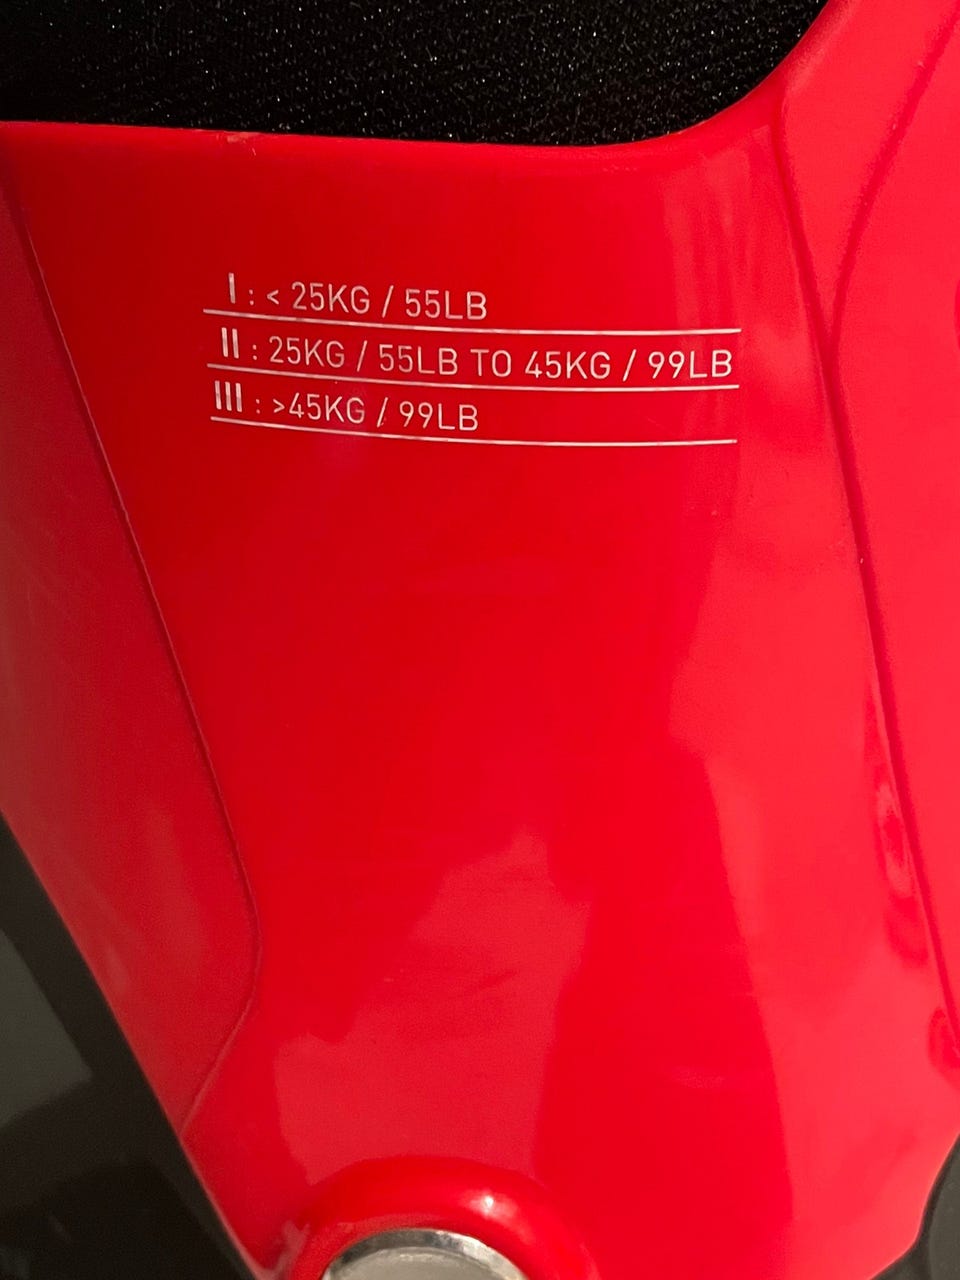 I : < 25KG / 55LB
II : 25KG / 55LB TO 45KG / 99LB
III : >45KG / 99LB